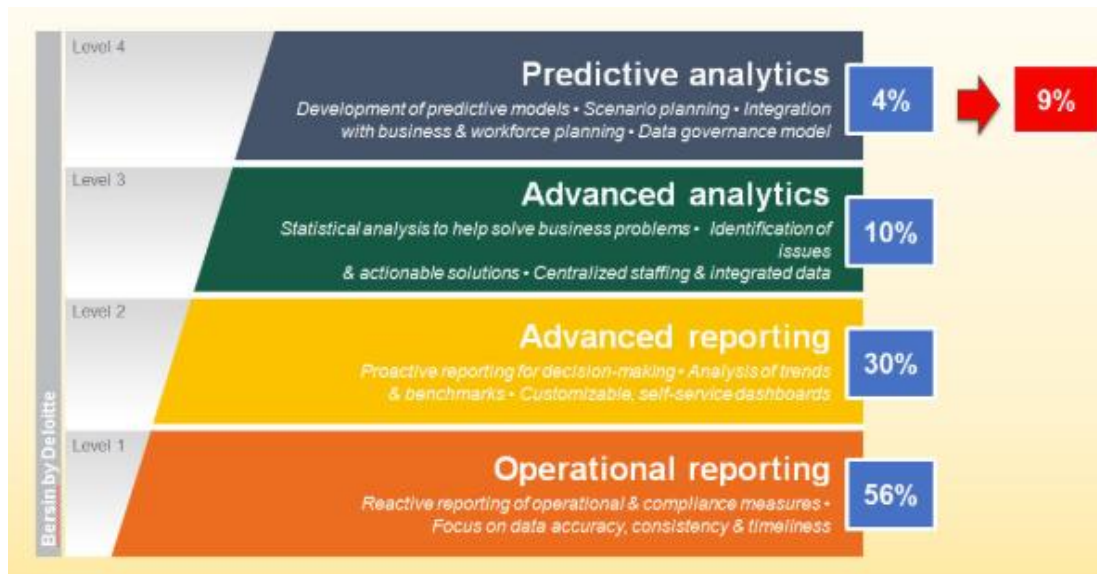 Level 4
Predictive analytics
Development of predictive models • Scenario planning • Integration
with business & workforce planning • Data governance model
4%
9%
Level 3
Advanced analytics
Statistical analysis to help solve business problems • Identification of
issues
& actionable solutions • Centralized staffing & integrated data
10%
Level 2
Advanced reporting
Proactive reporting for decision-making • Analysis of trends
& benchmarks • Customizable, self-service dashboards
30%
Level 1
Operational reporting
Reactive reporting of operational & compliance measures •
Focus on data accuracy, consistency & timeliness
56%
Bersin by Deloitte